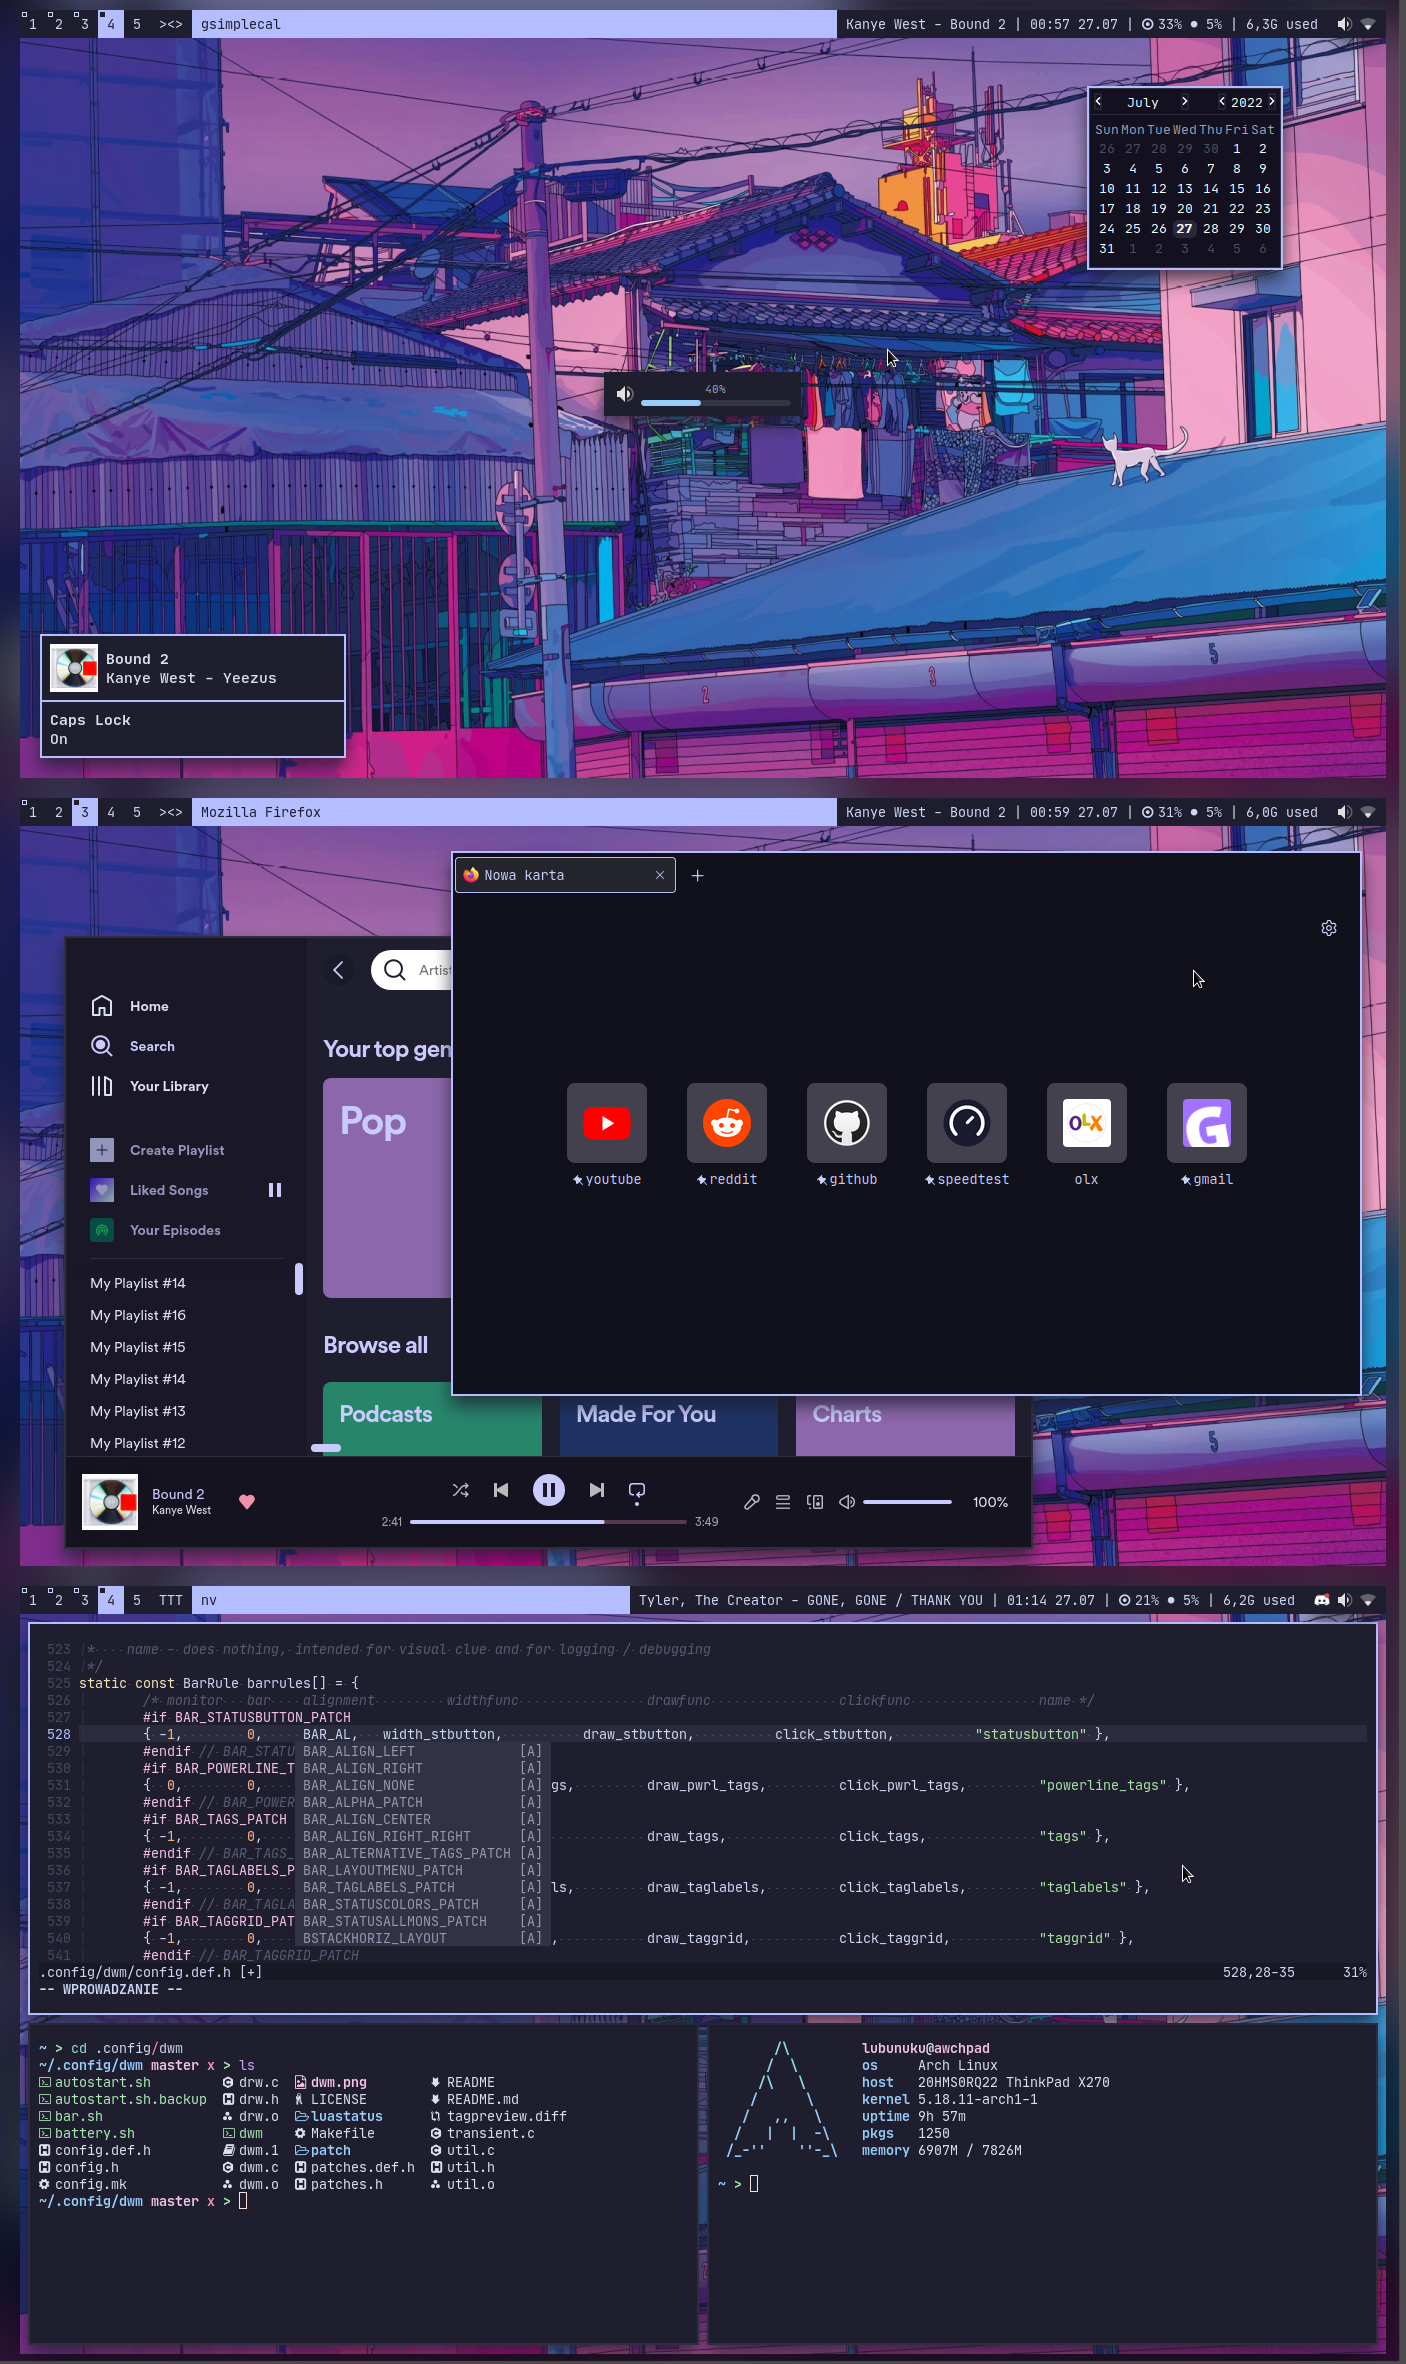 1 2 3 4 5 ><> gsimplecal Kanye West - Bound 2 | 00:57 27.07 | 33% 5% | 6,3G used
July 2022
Sun Mon Tue Wed Thu Fri Sat
26 27 28 29 30 1 2
3 4 5 6 7 8 9
10 11 12 13 14 15 16
17 18 19 20 21 22 23
24 25 26 27 28 29 30
31 1 2 3 4 5 6
40%
5
3
2
Bound 2
Kanye West - Yeezus
Caps Lock
On
1 2 3 4 5 ><> Mozilla Firefox Kanye West - Bound 2 | 00:59 27.07 | 31% 5% | 6,0G used
Nowa karta
Artist
Home
Search
Your Library
Create Playlist
Liked Songs
Your Episodes
My Playlist #14
My Playlist #16
My Playlist #15
My Playlist #14
My Playlist #13
My Playlist #12
Your top gen
Pop
Browse all
Podcasts
Made For You
Charts
OLX
youtube reddit github speedtest olx gmail
5
Bound 2
Kanye West
2:41 3:49
100%
1 2 3 4 5 TTT nv Tyler, The Creator - GONE, GONE / THANK YOU | 01:14 27.07 | 21% 5% | 6,2G used
523 * name - does nothing, intended for visual clue and for logging / debugging
524 */
525 static const BarRule barrules[] = {
526 /* monitor bar alignment widthfunc drawfunc clickfunc name */
527 #if BAR_STATUSBUTTON_PATCH
528 { -1, 0, BAR_AL, width_stbutton, draw_stbutton, click_stbutton, "statusbutton" },
529 #endif // BAR_STATU BAR_ALIGN_LEFT [A]
530 #if BAR_POWERLINE_T BAR_ALIGN_RIGHT [A]
531 { 0, 0, BAR_ALIGN_NONE [A] gs, draw_pwrl_tags, click_pwrl_tags, "powerline_tags" },
532 #endif // BAR_POWER BAR_ALPHA_PATCH [A]
533 #if BAR_TAGS_PATCH BAR_ALIGN_CENTER [A]
534 { -1, 0, BAR_ALIGN_RIGHT_RIGHT [A] draw_tags, click_tags, "tags" },
535 #endif // BAR_TAGS_ BAR_ALTERNATIVE_TAGS_PATCH [A]
536 #if BAR_TAGLABELS_P BAR_LAYOUTMENU_PATCH [A]
537 { -1, 0, BAR_TAGLABELS_PATCH [A] ls, draw_taglabels, click_taglabels, "taglabels" },
538 #endif // BAR_TAGLA BAR_STATUSCOLORS_PATCH [A]
539 #if BAR_TAGGRID_PAT BAR_STATUSALLMONS_PATCH [A]
540 { -1, 0, BSTACKHORIZ_LAYOUT [A] , draw_taggrid, click_taggrid, "taggrid" },
541 #endif // BAR_TAGGRID_PATCH
.config/dwm/config.def.h [+] 528,28-35 31%
-- WPROWADZANIE --
~ > cd .config/dwm
~/.config/dwm master x > ls
autostart.sh drw.c dwm.png README
autostart.sh.backup drw.h LICENSE README.md
bar.sh drw.o luastatus tagpreview.diff
battery.sh dwm Makefile transient.c
config.def.h dwm.1 patch util.c
config.h dwm.c patches.def.h util.h
config.mk dwm.o patches.h util.o
~/.config/dwm master x >
lubunuku@awchpad
os Arch Linux
host 20HMS0RQ22 ThinkPad X270
kernel 5.18.11-arch1-1
uptime 9h 57m
pkgs 1250
memory 6907M / 7826M
~ >